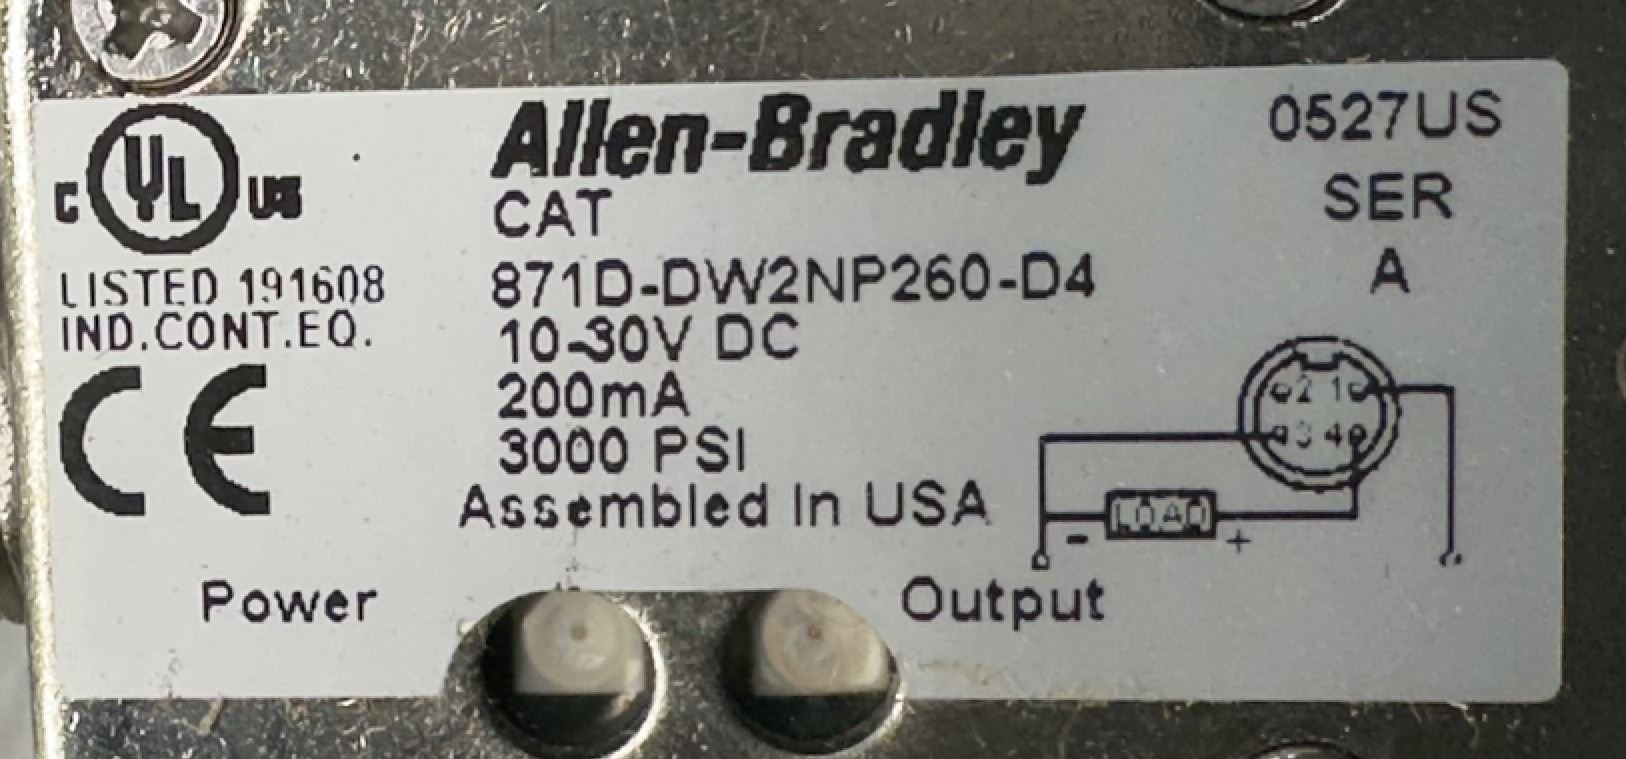 Allen-Bradley
0527US
c UL us
CAT
SER
LISTED 191608
871D-DW2NP260-D4
A
IND.CONT.EQ.
10-30V DC
CE
200mA
3000 PSI
Assembled In USA
2 1
3 4
LOAD
- +
Power
Output